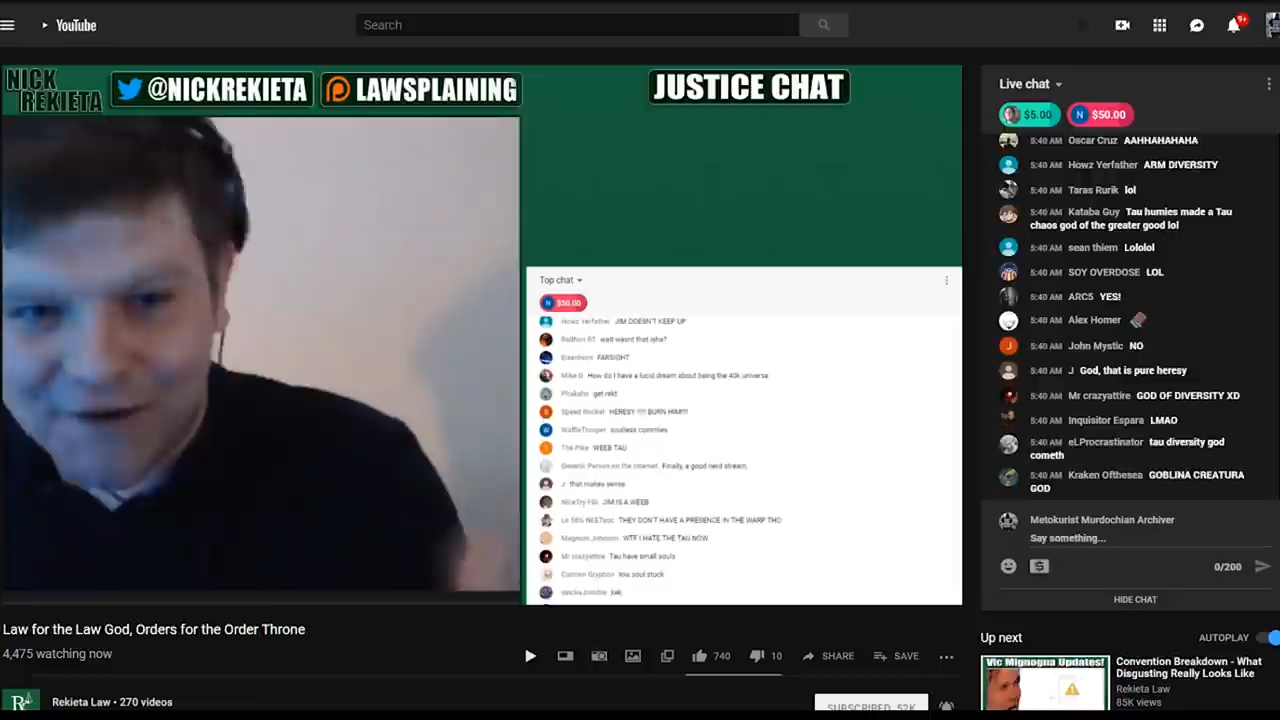 YouTube
Search
9+
NICK
REKIETA
@NICKREKIETA
LAWSPLAINING
JUSTICE CHAT
Top chat
N $50.00
Howz Yerfather JIM DOESN'T KEEP UP
wait wasnt that isha?
Eisenhorn FARSIGHT
Mike G How do I have a lucid dream about being the 40k universe
Phakahn get rekt
Speed Rocket HERESY !!!! BURN HIM!!!!
WaffleTrooper soulless commies
The Pike WEEB TAU
Generic Person on the Internet Finally, a good nerd stream.
J that makes sense
JIM IS A WEEB
THEY DON'T HAVE A PRESENCE IN THE WARP THO
Magnum Johnson WTF I HATE THE TAU NOW
Mr crazyattire Tau have small souls
low soul stock
Live chat
$5.00
N $50.00
5:40 AM Oscar Cruz AAHHAHAHAHA
5:40 AM Howz Yerfather ARM DIVERSITY
5:40 AM Taras Rurik lol
5:40 AM Kataba Guy Tau humies made a Tau
chaos god of the greater good lol
5:40 AM sean thiem Lololol
5:40 AM SOY OVERDOSE LOL
5:40 AM ARC5 YES!
5:40 AM Alex Homer
5:40 AM John Mystic NO
5:40 AM J God, that is pure heresy
5:40 AM Mr crazyattire GOD OF DIVERSITY XD
5:40 AM Inquisitor Espara LMAO
5:40 AM eLProcrastinator tau diversity god
cometh
5:40 AM Kraken Ofthesea GOBLINA CREATURA
GOD
Metokurist Murdochian Archiver
Say something...
0/200
HIDE CHAT
Law for the Law God, Orders for the Order Throne
4,475 watching now
740
10
SHARE
SAVE
Rekieta Law • 270 videos
SUBSCRIBED 52K
Up next
AUTOPLAY
Vic Mignogna Updates!
Convention Breakdown - What
Disgusting Really Looks Like
Rekieta Law
85K views